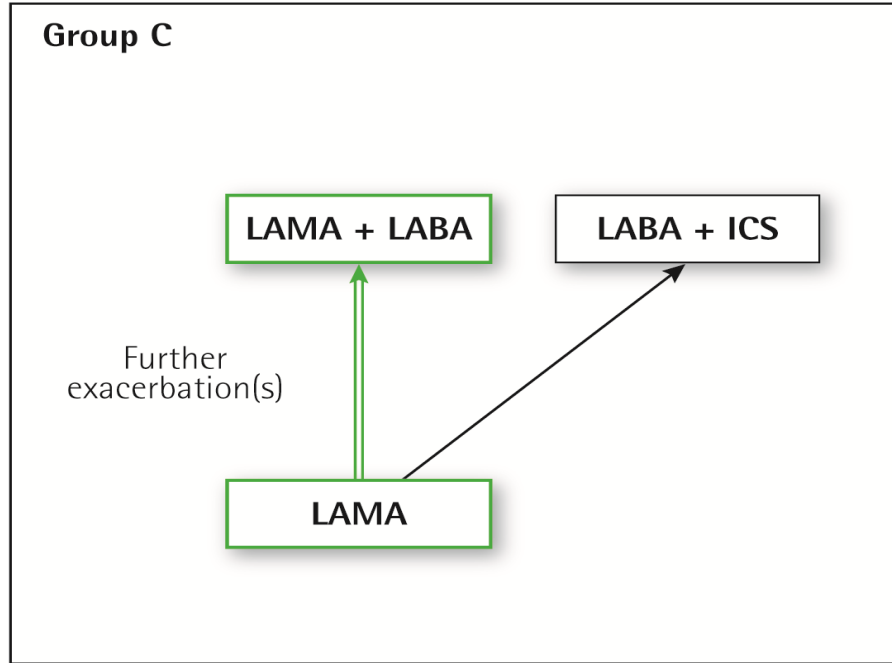 Group C
LAMA + LABA
LABA + ICS
Further
exacerbation(s)
LAMA